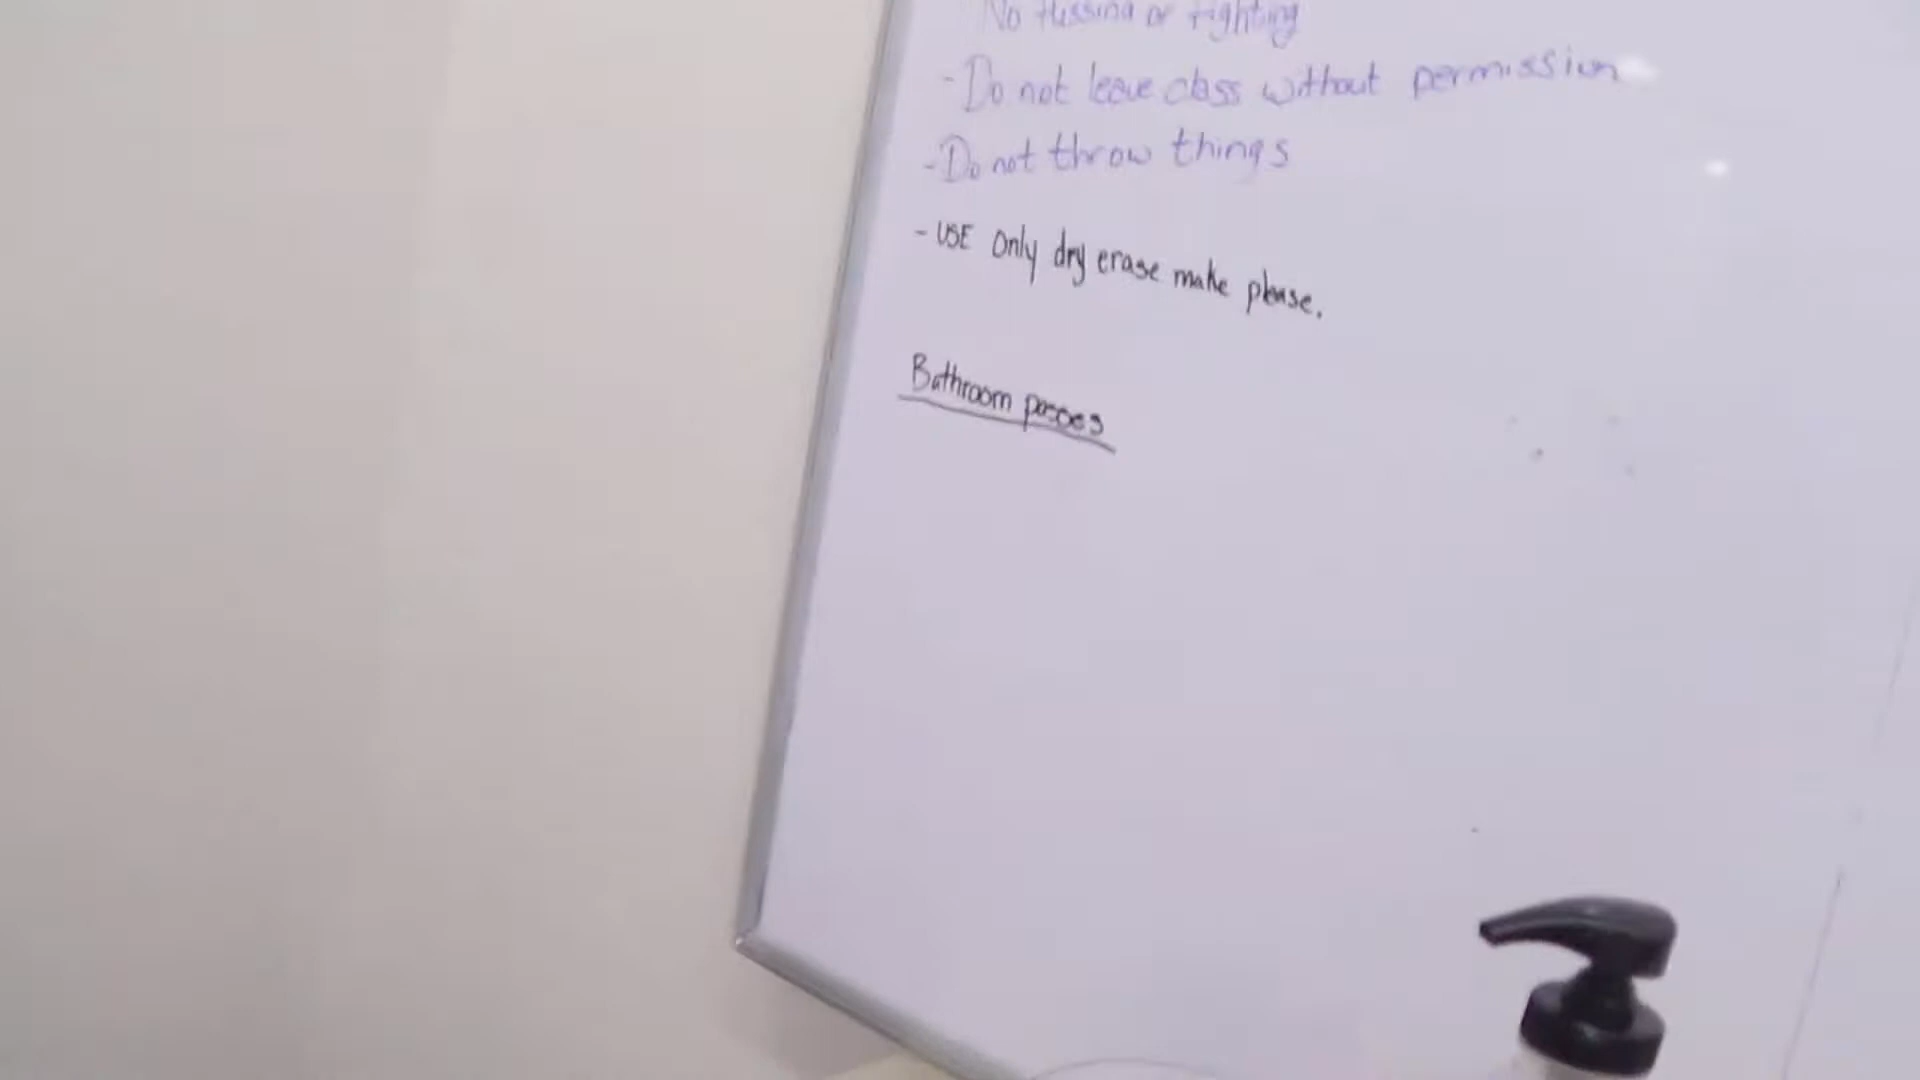 No fussing or fighting
- Do not leave class without permission
- Do not throw things
- USE Only dry erase make please.
Bathroom passes